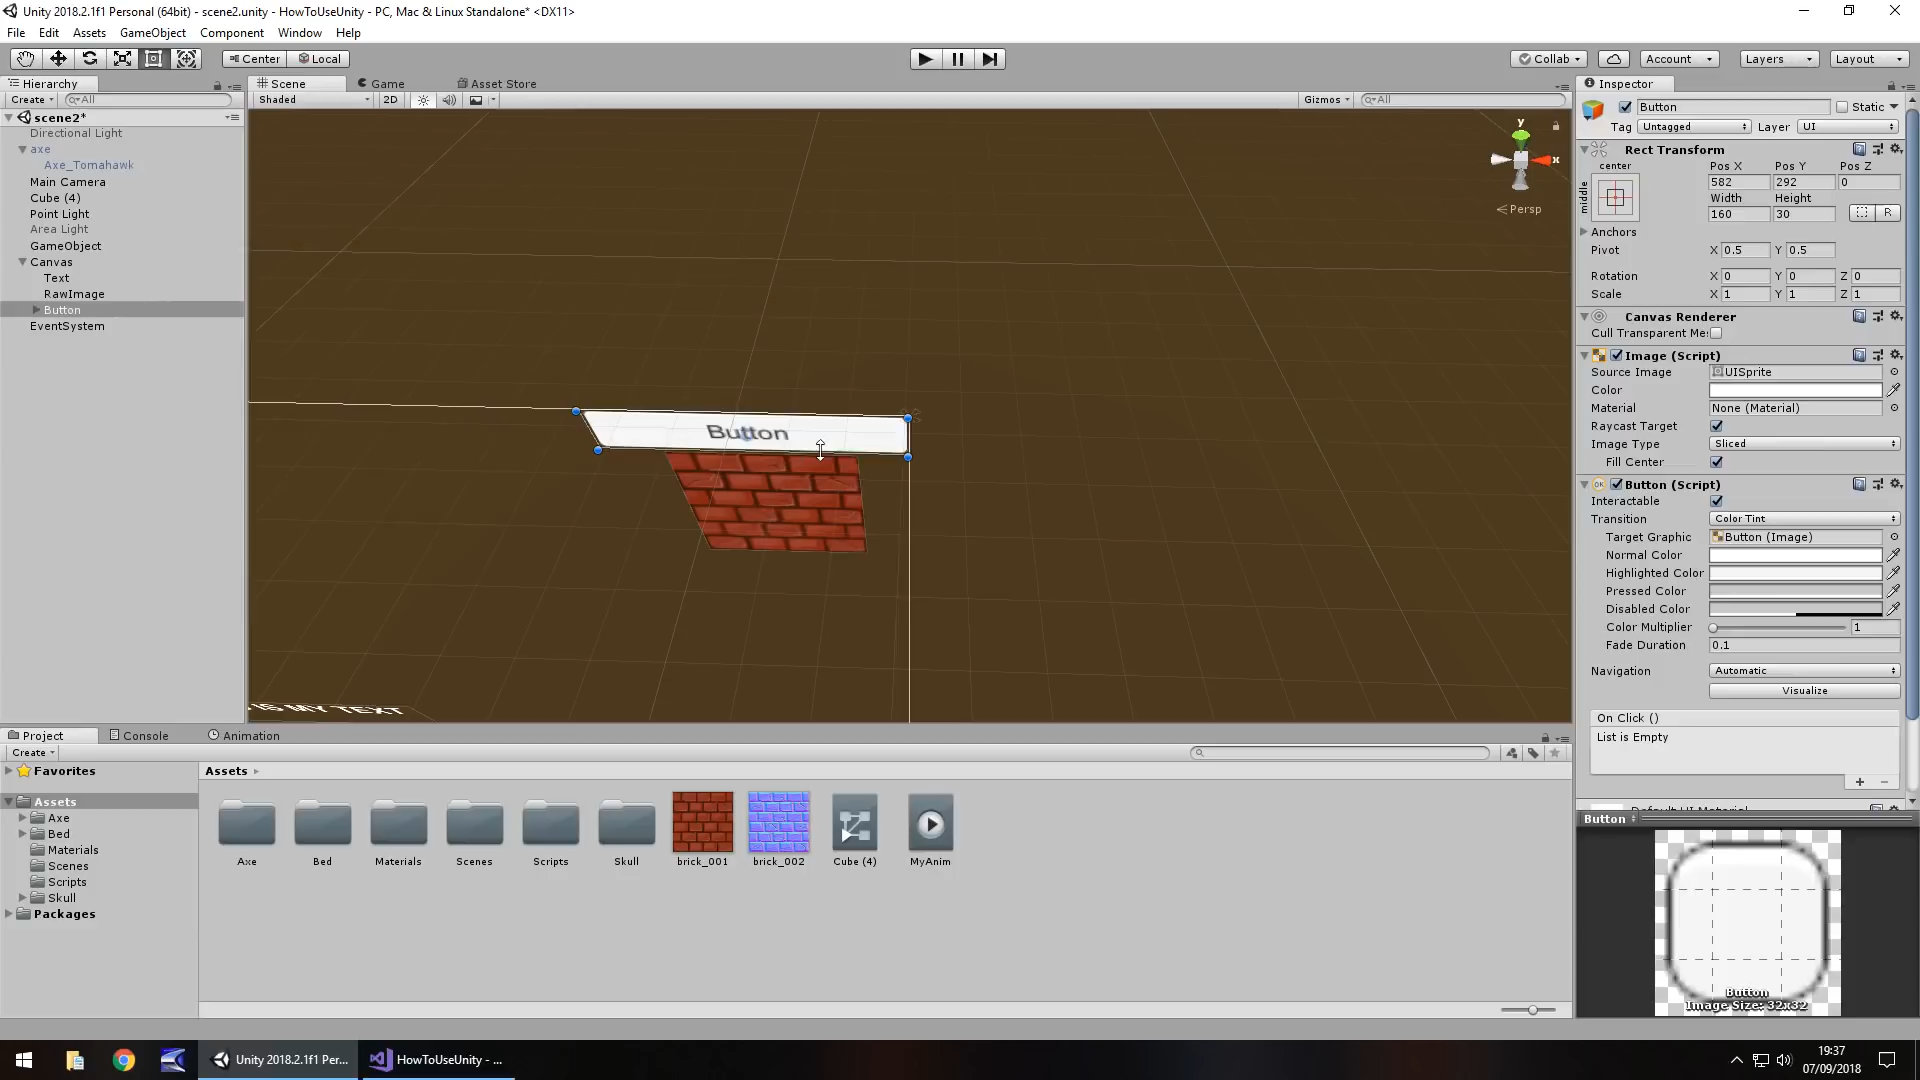 Unity 2018.2.1f1 Personal (64bit) - scene2.unity - HowToUseUnity - PC, Mac & Linux Standalone* <DX11>
File Edit Assets GameObject Component Window Help
Center Local Collab Account Layers Layout
Hierarchy
Create All
scene2*
Directional Light
axe
Axe_Tomahawk
Main Camera
Cube (4)
Point Light
Area Light
GameObject
Canvas
Text
RawImage
Button
EventSystem
Scene Game Asset Store
Shaded 2D Gizmos All
y
x
Persp
Button
IS MY TEXT
Inspector
Button Static
Tag Untagged Layer UI
Rect Transform
center Pos X Pos Y Pos Z
middle 582 292 0
Width Height
160 30 R
Anchors
Pivot X 0.5 Y 0.5
Rotation X 0 Y 0 Z 0
Scale X 1 Y 1 Z 1
Canvas Renderer
Cull Transparent Me:
Image (Script)
Source Image UISprite
Color
Material None (Material)
Raycast Target
Image Type Sliced
Fill Center
Button (Script)
Interactable
Transition Color Tint
Target Graphic Button (Image)
Normal Color
Highlighted Color
Pressed Color
Disabled Color
Color Multiplier 1
Fade Duration 0.1
Navigation Automatic
Visualize
On Click ()
List is Empty
Default UI Material
Button
Button
Image Size: 32x32
Project Console Animation
Create
Favorites
Assets
Axe
Bed
Materials
Scenes
Scripts
Skull
Packages
Assets
Axe Bed Materials Scenes Scripts Skull brick_001 brick_002 Cube (4) MyAnim
Unity 2018.2.1f1 Per...
HowToUseUnity - ...
19:37
07/09/2018